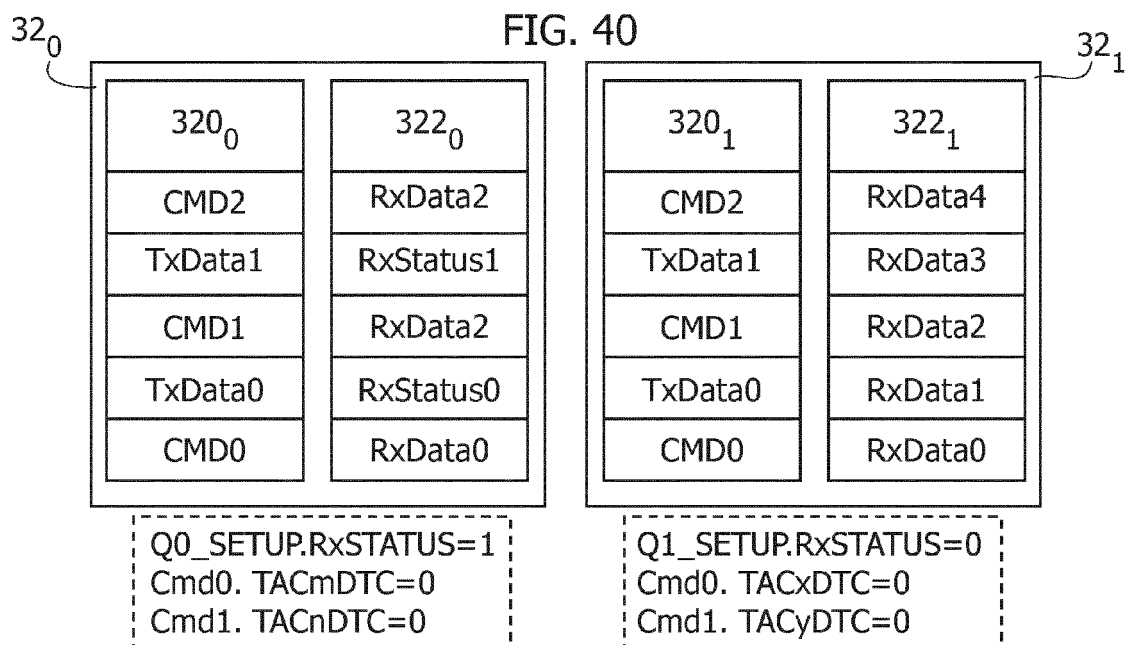 FIG. 40
32₀
32₁
320₀ 322₀ 320₁ 322₁
CMD2 RxData2 CMD2 RxData4
TxData1 RxStatus1 TxData1 RxData3
CMD1 RxData2 CMD1 RxData2
TxData0 RxStatus0 TxData0 RxData1
CMD0 RxData0 CMD0 RxData0
Q0_SETUP.RxSTATUS=1
Cmd0. TACmDTC=0
Cmd1. TACnDTC=0
Q1_SETUP.RxSTATUS=0
Cmd0. TACxDTC=0
Cmd1. TACyDTC=0